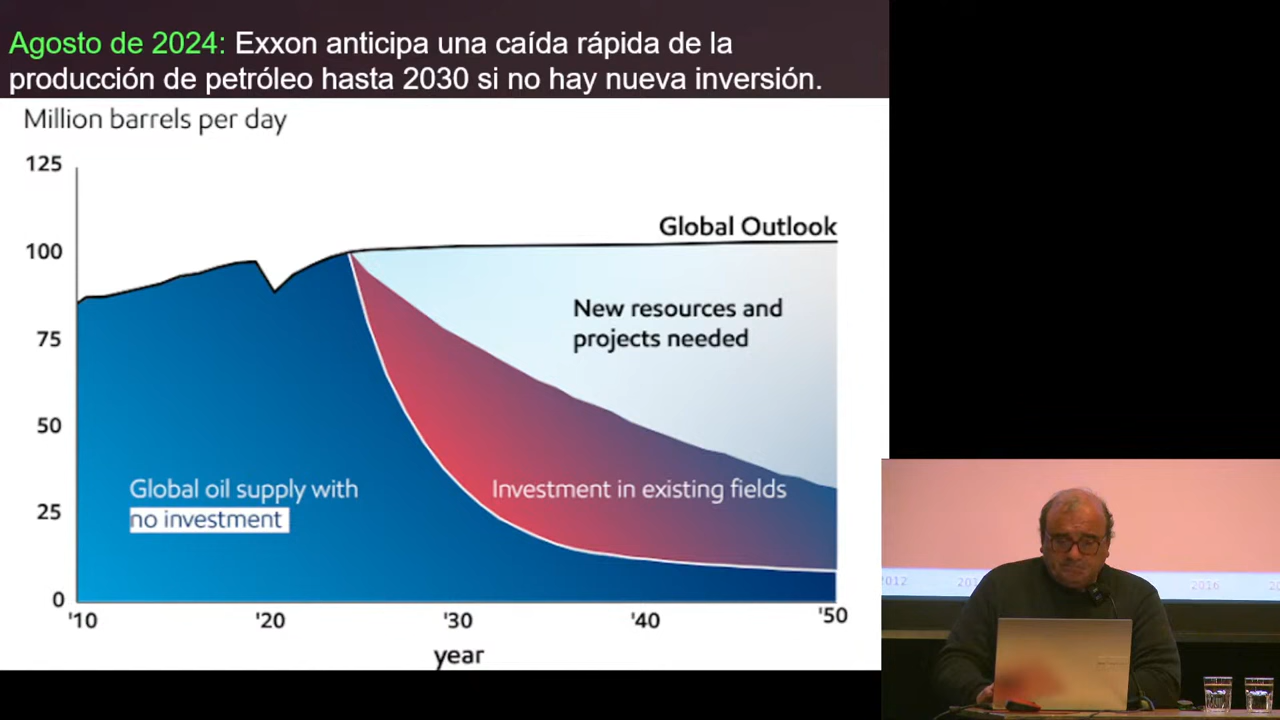 Agosto de 2024: Exxon anticipa una caída rápida de la
producción de petróleo hasta 2030 si no hay nueva inversión.
Million barrels per day
125
100
75
50
25
0
Global Outlook
New resources and
projects needed
Global oil supply with
no investment
Investment in existing fields
'10
'20
'30
'40
'50
year
2012
2016